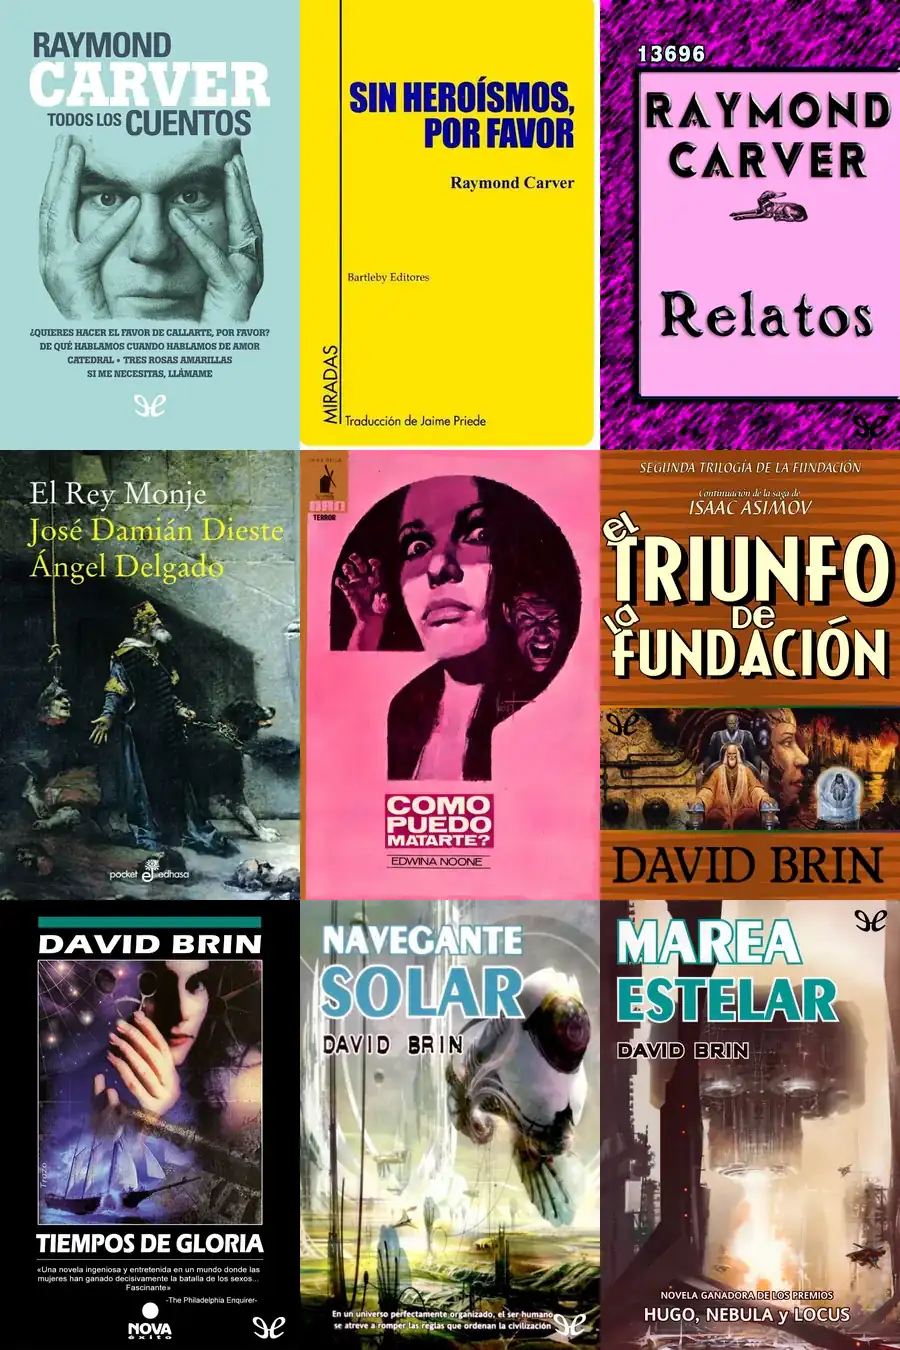 RAYMOND
CARVER
TODOS LOS CUENTOS
¿QUIERES HACER EL FAVOR DE CALLARTE, POR FAVOR?
DE QUÉ HABLAMOS CUANDO HABLAMOS DE AMOR
CATEDRAL • TRES ROSAS AMARILLAS
SI ME NECESITAS, LLÁMAME
SIN HEROÍSMOS,
POR FAVOR
Raymond Carver
Bartleby Editores
MIRADAS
Traducción de Jaime Priede
13696
RAYMOND
CARVER
Relatos
El Rey Monje
José Damián Dieste
Ángel Delgado
pocket edhasa
TERROR
COMO
PUEDO
MATARTE?
EDWINA NOONE
SEGUNDA TRILOGÍA DE LA FUNDACIÓN
Continuación de la saga de
ISAAC ASIMOV
el
TRIUNFO
DE
la
FUNDACIÓN
DAVID BRIN
DAVID BRIN
Trazo
TIEMPOS DE GLORIA
«Una novela ingeniosa y entretenida en un mundo donde las
mujeres han ganado decisivamente la batalla de los sexos...
Fascinante»
-The Philadelphia Enquirer-
NOVA
éxito
NAVEGANTE
SOLAR
DAVID BRIN
En un universo perfectamente organizado, el ser humano
se atreve a romper las reglas que ordenan la civilización
MAREA
ESTELAR
DAVID BRIN
NOVELA GANADORA DE LOS PREMIOS
HUGO, NEBULA y LOCUS